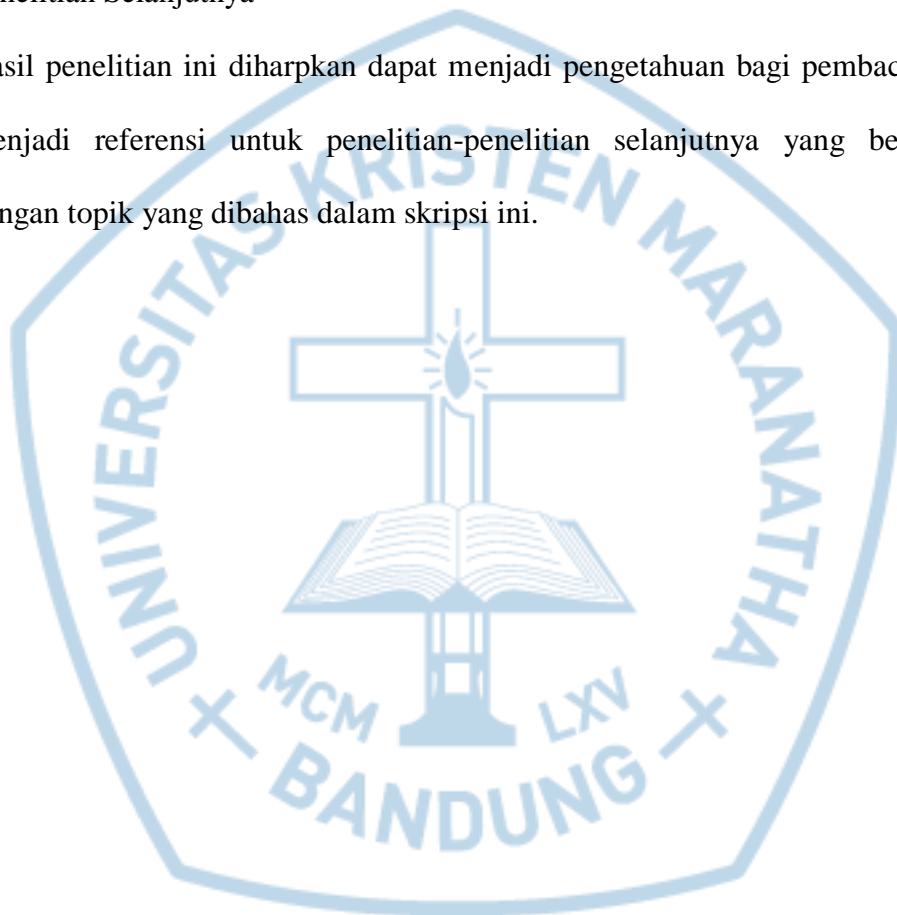 nelitian Selanjutnya
asil penelitian ini diharpkan dapat menjadi pengetahuan bagi pembac
enjadi referensi untuk penelitian-penelitian selanjutnya yang be
ngan topik yang dibahas dalam skripsi ini.
UNIVERSITAS KRISTEN MARANATHA
MCM LXV
BANDUNG